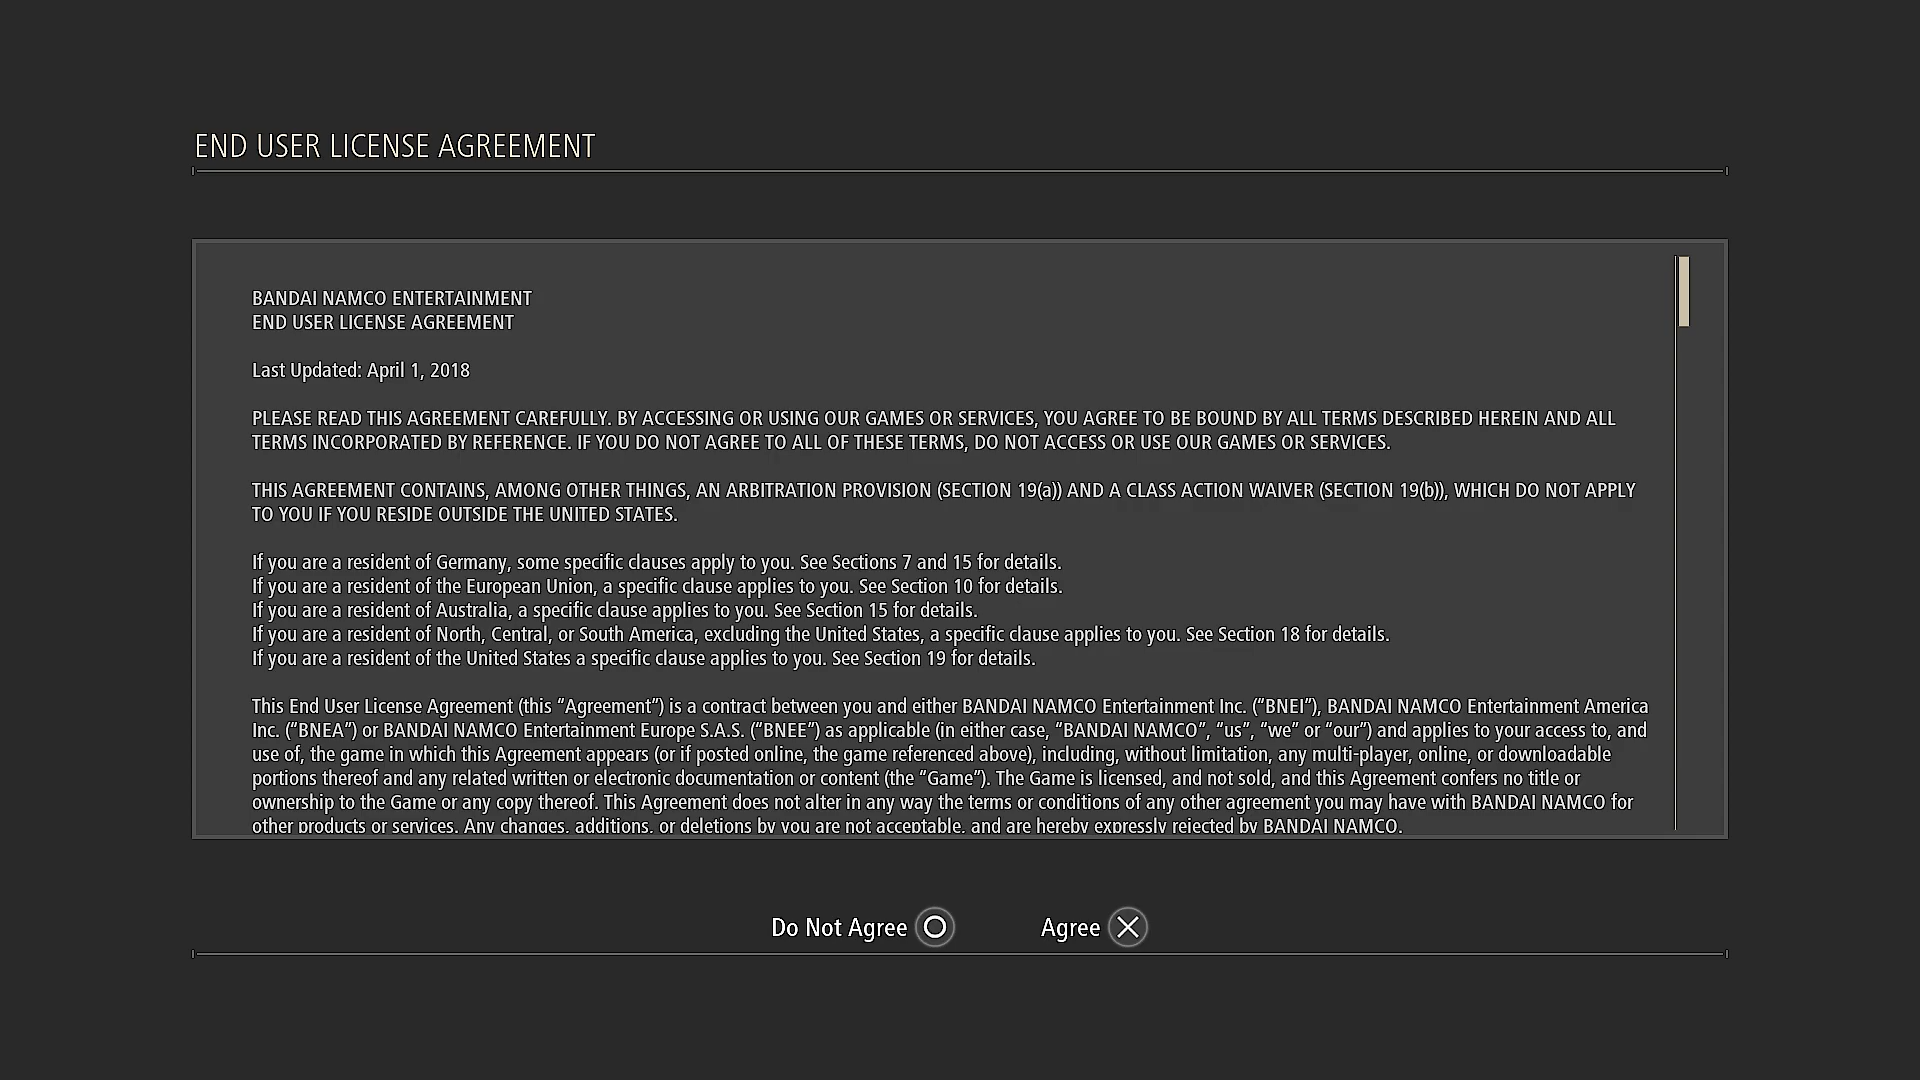 END USER LICENSE AGREEMENT
BANDAI NAMCO ENTERTAINMENT
END USER LICENSE AGREEMENT
Last Updated: April 1, 2018
PLEASE READ THIS AGREEMENT CAREFULLY. BY ACCESSING OR USING OUR GAMES OR SERVICES, YOU AGREE TO BE BOUND BY ALL TERMS DESCRIBED HEREIN AND ALL
TERMS INCORPORATED BY REFERENCE. IF YOU DO NOT AGREE TO ALL OF THESE TERMS, DO NOT ACCESS OR USE OUR GAMES OR SERVICES.
THIS AGREEMENT CONTAINS, AMONG OTHER THINGS, AN ARBITRATION PROVISION (SECTION 19(a)) AND A CLASS ACTION WAIVER (SECTION 19(b)), WHICH DO NOT APPLY
TO YOU IF YOU RESIDE OUTSIDE THE UNITED STATES.
If you are a resident of Germany, some specific clauses apply to you. See Sections 7 and 15 for details.
If you are a resident of the European Union, a specific clause applies to you. See Section 10 for details.
If you are a resident of Australia, a specific clause applies to you. See Section 15 for details.
If you are a resident of North, Central, or South America, excluding the United States, a specific clause applies to you. See Section 18 for details.
If you are a resident of the United States a specific clause applies to you. See Section 19 for details.
This End User License Agreement (this “Agreement”) is a contract between you and either BANDAI NAMCO Entertainment Inc. (“BNEI”), BANDAI NAMCO Entertainment America
Inc. (“BNEA”) or BANDAI NAMCO Entertainment Europe S.A.S. (“BNEE”) as applicable (in either case, “BANDAI NAMCO”, “us”, “we” or “our”) and applies to your access to, and
use of, the game in which this Agreement appears (or if posted online, the game referenced above), including, without limitation, any multi-player, online, or downloadable
portions thereof and any related written or electronic documentation or content (the “Game”). The Game is licensed, and not sold, and this Agreement confers no title or
ownership to the Game or any copy thereof. This Agreement does not alter in any way the terms or conditions of any other agreement you may have with BANDAI NAMCO for
other products or services. Any changes, additions, or deletions by you are not acceptable, and are hereby expressly rejected by BANDAI NAMCO.
Do Not Agree
Agree